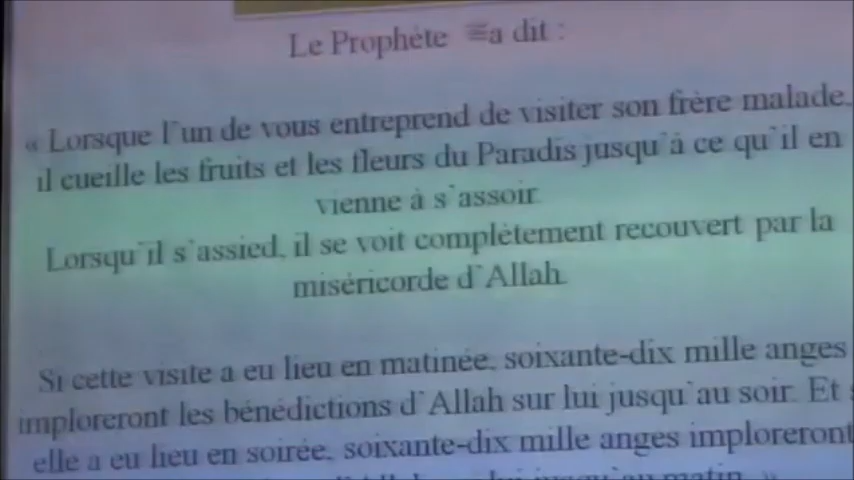 Le Prophète ﷺ a dit :
« Lorsque l'un de vous entreprend de visiter son frère malade,
il cueille les fruits et les fleurs du Paradis jusqu'à ce qu'il en
vienne à s'assoir.
Lorsqu'il s'assied, il se voit complètement recouvert par la
miséricorde d'Allah.
Si cette visite a eu lieu en matinée, soixante-dix mille anges
imploreront les bénédictions d'Allah sur lui jusqu'au soir. Et
elle a eu lieu en soirée, soixante-dix mille anges imploreront
lui jusqu'au matin. »